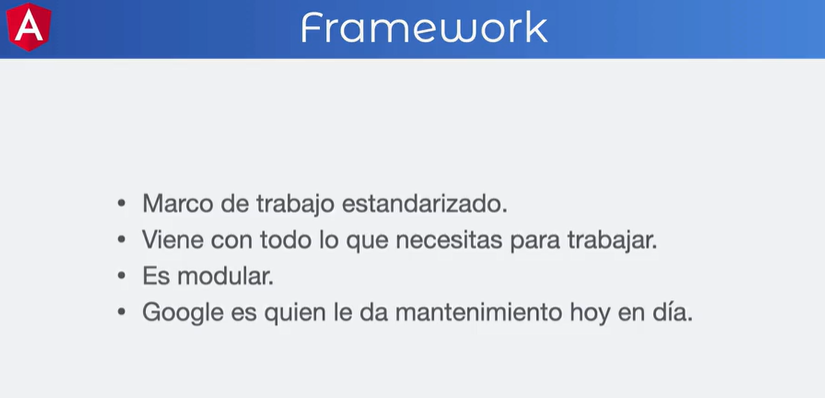 A
Framework
• Marco de trabajo estandarizado.
• Viene con todo lo que necesitas para trabajar.
• Es modular.
• Google es quien le da mantenimiento hoy en día.